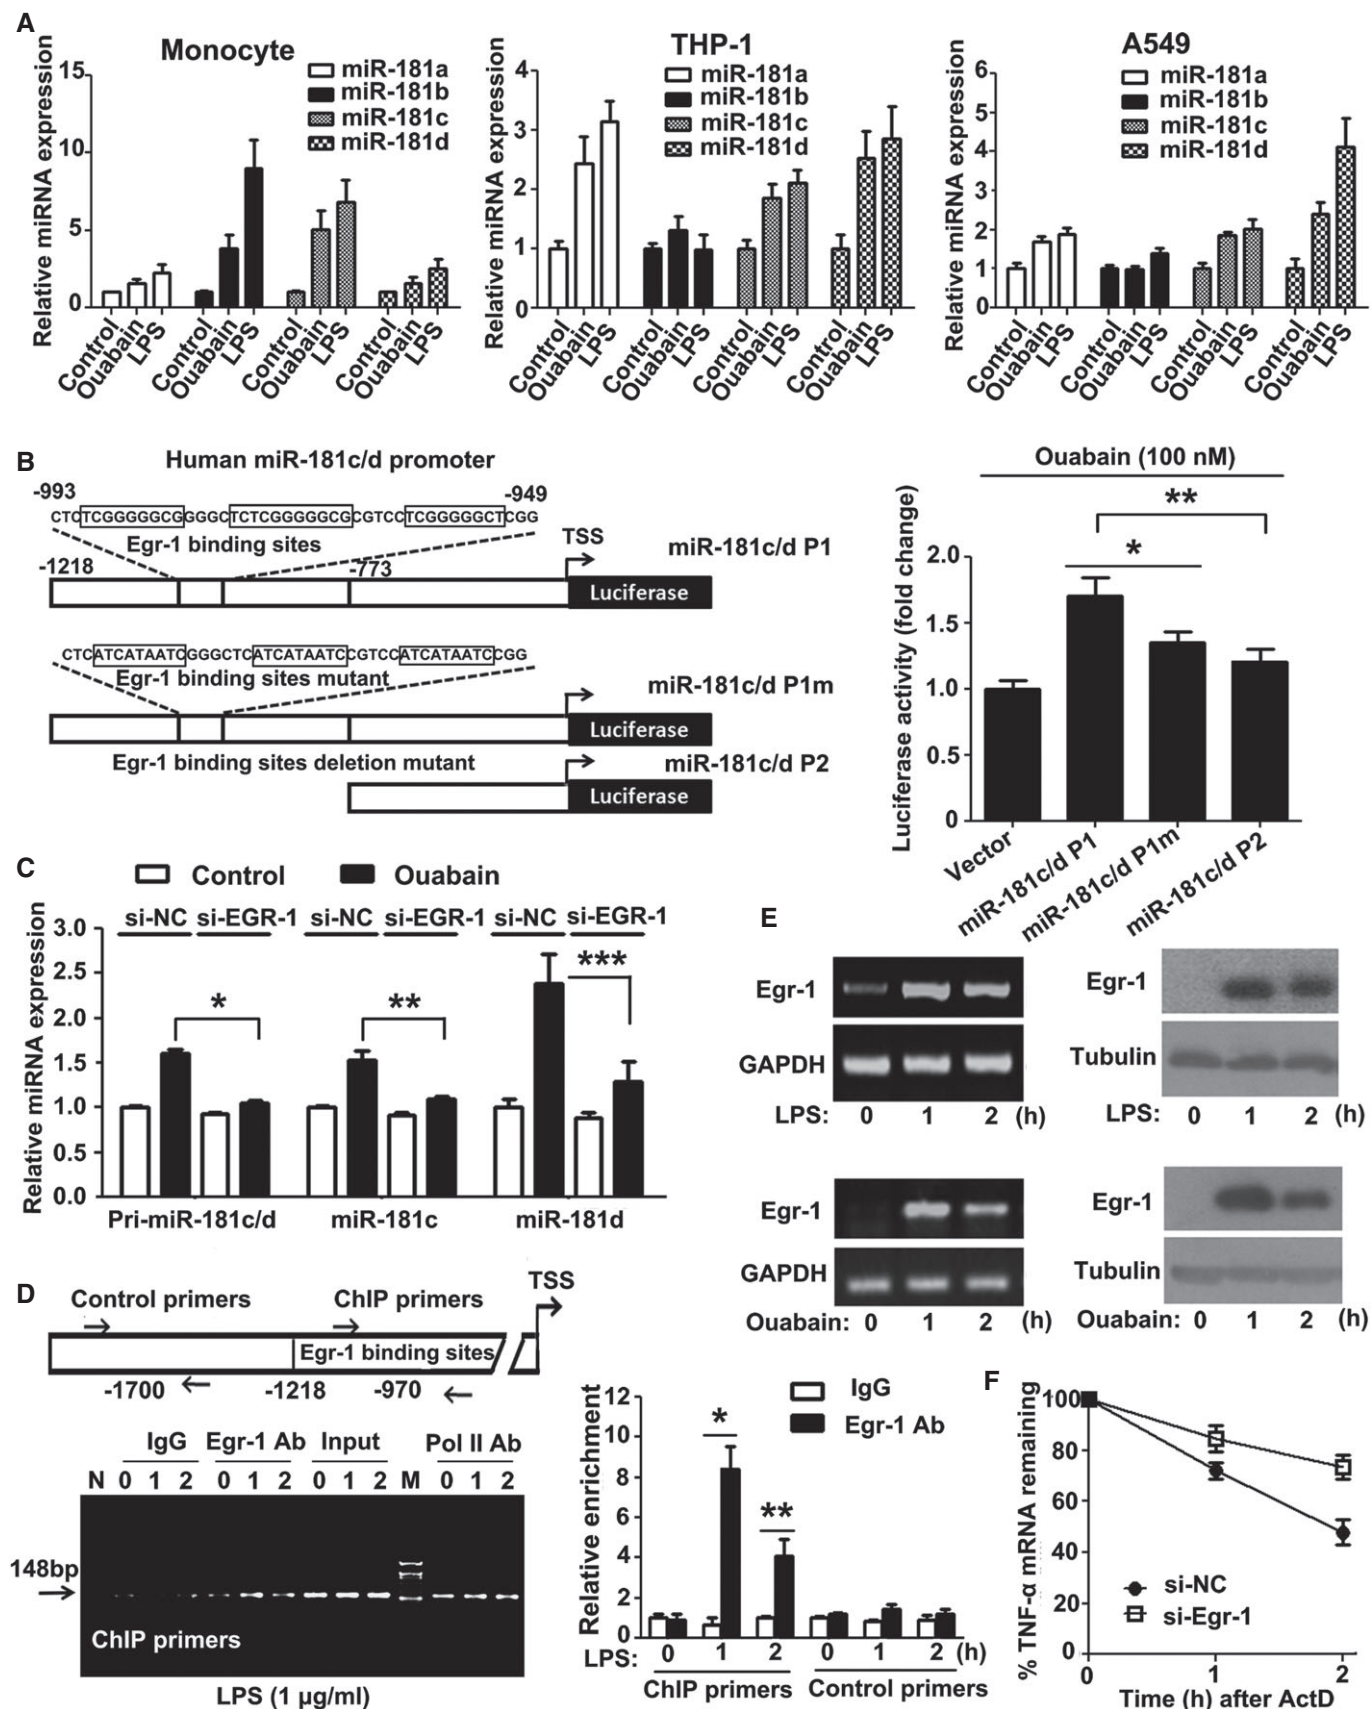 A
Monocyte
Relative miRNA expression
15
10
5
0
miR-181a
miR-181b
miR-181c
miR-181d
Control
Ouabain
LPS
Control
Ouabain
LPS
Control
Ouabain
LPS
Control
Ouabain
LPS
THP-1
Relative miRNA expression
4
3
2
1
0
miR-181a
miR-181b
miR-181c
miR-181d
Control
Ouabain
LPS
Control
Ouabain
LPS
Control
Ouabain
LPS
Control
Ouabain
LPS
A549
Relative miRNA expression
6
5
4
3
2
1
0
miR-181a
miR-181b
miR-181c
miR-181d
Control
Ouabain
LPS
Control
Ouabain
LPS
Control
Ouabain
LPS
Control
Ouabain
LPS
B
Human miR-181c/d promoter
-993 -949
CTCTCGGGGGCGGGGCTCTCGGGGGCGCGTCCTCGGGGGCTCGG
Egr-1 binding sites
TSS
miR-181c/d P1
-1218 -773
Luciferase
CTCATCATAATCGGGCTCATCATAATCCGTCCATCATAATCCGG
Egr-1 binding sites mutant
miR-181c/d P1m
Luciferase
Egr-1 binding sites deletion mutant
miR-181c/d P2
Luciferase
Ouabain (100 nM)
**
*
Luciferase activity (fold change)
2.0
1.5
1.0
0.5
0
Vector
miR-181c/d P1
miR-181c/d P1m
miR-181c/d P2
C
Control Ouabain
Relative miRNA expression
3.0
2.5
2.0
1.5
1.0
0.5
0.0
si-NC si-EGR-1 si-NC si-EGR-1 si-NC si-EGR-1
* ** ***
Pri-miR-181c/d miR-181c miR-181d
D
Control primers ChIP primers TSS
Egr-1 binding sites
-1700 -1218 -970
IgG Egr-1 Ab Input Pol II Ab
N 0 1 2 0 1 2 0 1 2 M 0 1 2
148bp
ChIP primers
LPS (1 µg/ml)
Relative enrichment
12
10
8
6
4
2
0
IgG
Egr-1 Ab
*
**
LPS: 0 1 2 0 1 2 (h)
ChIP primers Control primers
E
Egr-1
GAPDH
LPS: 0 1 2 (h)
Egr-1
Tubulin
LPS: 0 1 2 (h)
Egr-1
GAPDH
Ouabain: 0 1 2 (h)
Egr-1
Tubulin
Ouabain: 0 1 2 (h)
F
% TNF-α mRNA remaining
100
80
60
40
20
0
si-NC
si-Egr-1
0 1 2
Time (h) after ActD